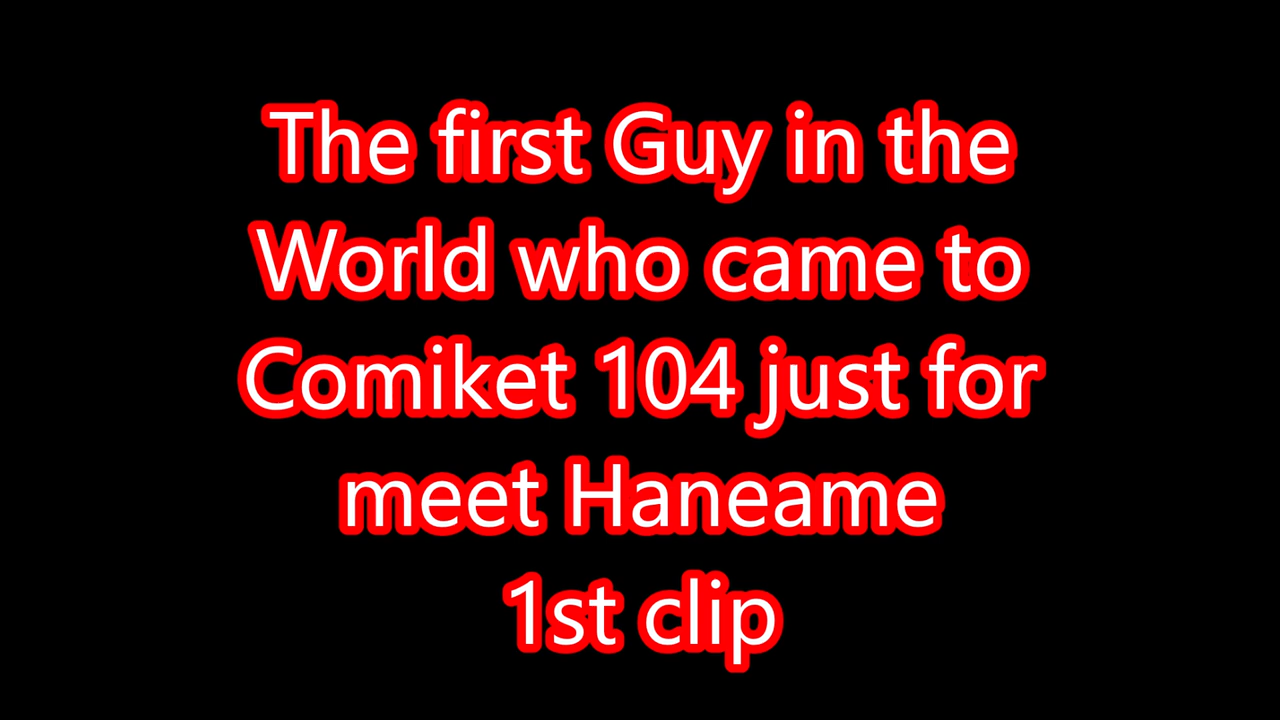 The first Guy in the
World who came to
Comiket 104 just for
meet Haneame
1st clip